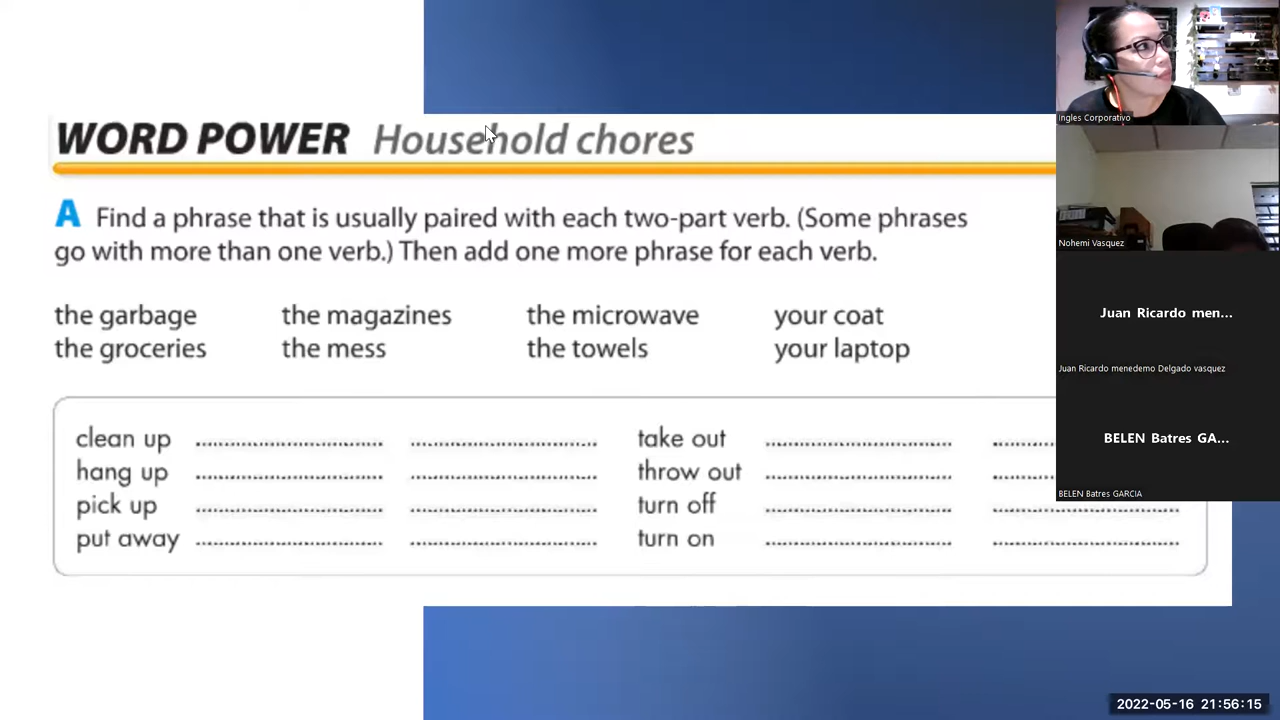 WORD POWER Household chores
A Find a phrase that is usually paired with each two-part verb. (Some phrases
go with more than one verb.) Then add one more phrase for each verb.
the garbage the magazines the microwave your coat
the groceries the mess the towels your laptop
clean up take out
hang up throw out
pick up turn off
put away turn on
Ingles Corporativo
Nohemi Vasquez
Juan Ricardo men...
Juan Ricardo menedemo Delgado vasquez
BELEN Batres GA...
BELEN Batres GARCIA
2022-05-16 21:56:15